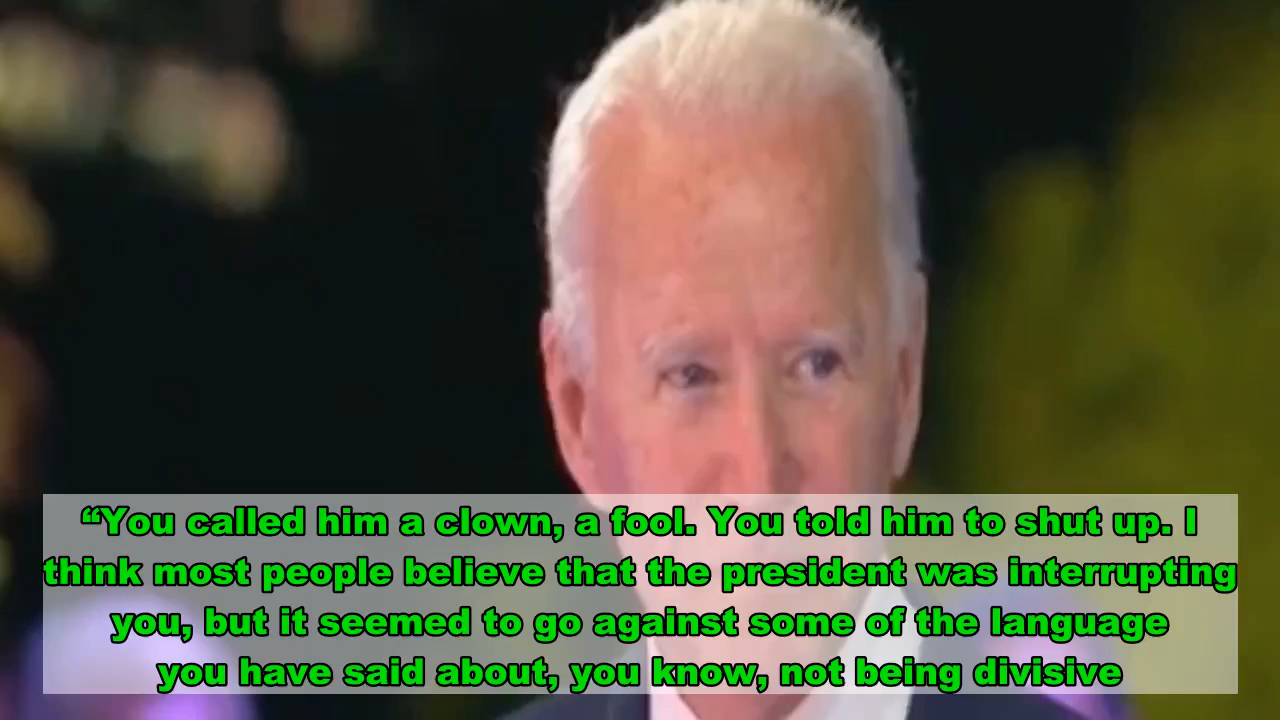 “You called him a clown, a fool. You told him to shut up. I
think most people believe that the president was interrupting
you, but it seemed to go against some of the language
you have said about, you know, not being divisive